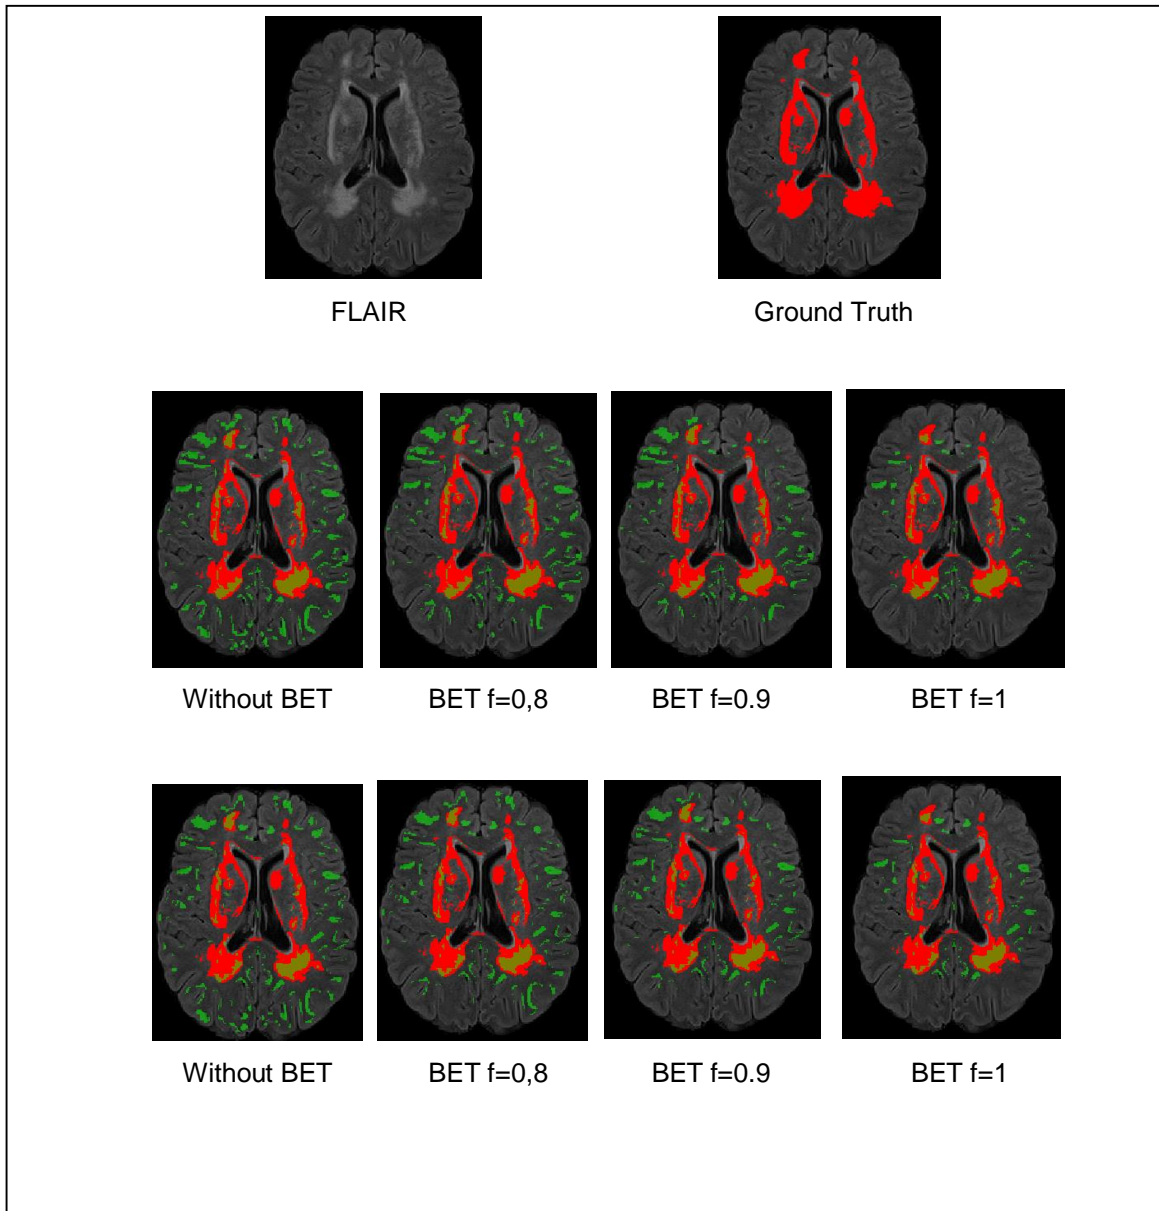 FLAIR
Ground Truth
Without BET
BET f=0,8
BET f=0.9
BET f=1
Without BET
BET f=0,8
BET f=0.9
BET f=1